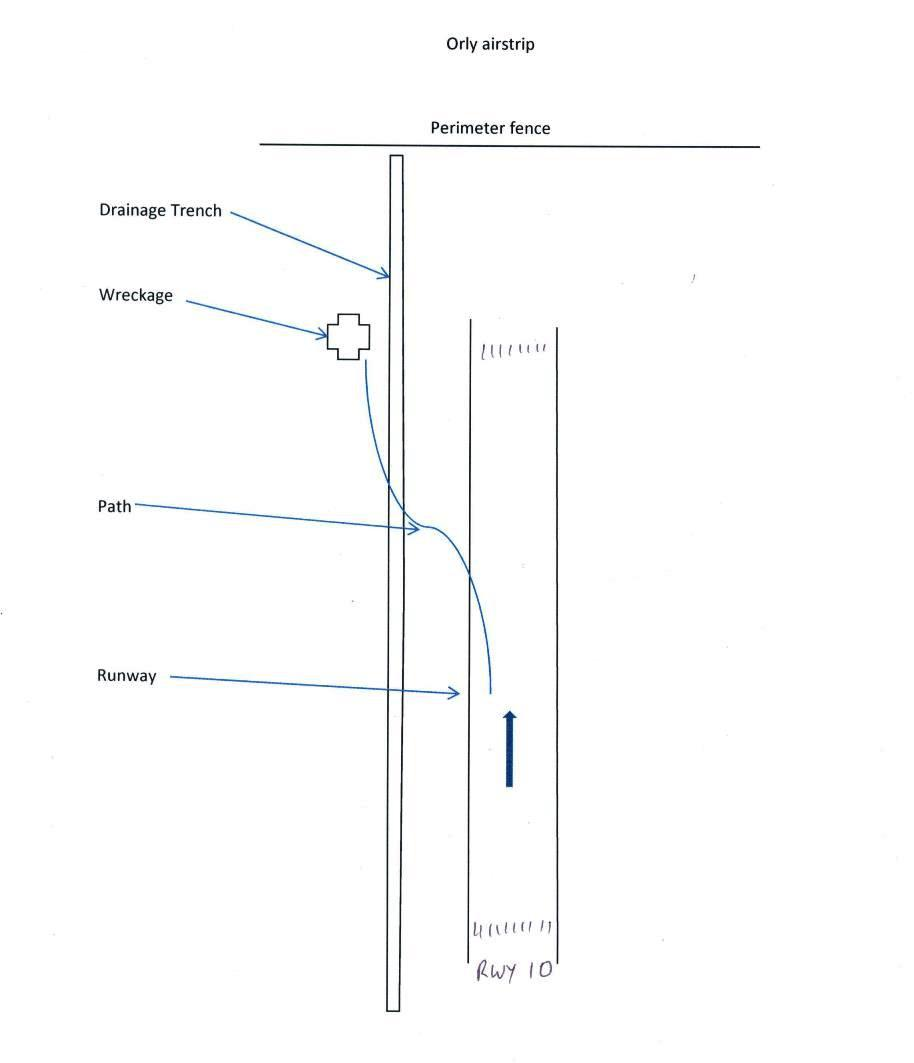 Orly airstrip
Perimeter fence
Drainage Trench
Wreckage
Path
Runway
RWY 10